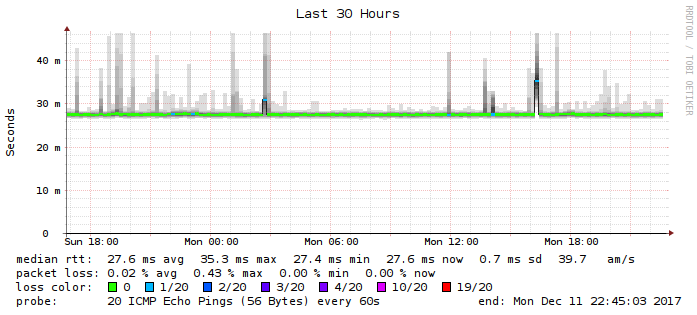 Last 30 Hours
RRDTOOL / TOBI OETIKER
Seconds
40 m
30 m
20 m
10 m
0
Sun 18:00 Mon 00:00 Mon 06:00 Mon 12:00 Mon 18:00
median rtt: 27.6 ms avg 35.3 ms max 27.4 ms min 27.6 ms now 0.7 ms sd 39.7 am/s
packet loss: 0.02 % avg 0.43 % max 0.00 % min 0.00 % now
loss color: 0 1/20 2/20 3/20 4/20 10/20 19/20
probe: 20 ICMP Echo Pings (56 Bytes) every 60s end: Mon Dec 11 22:45:03 2017